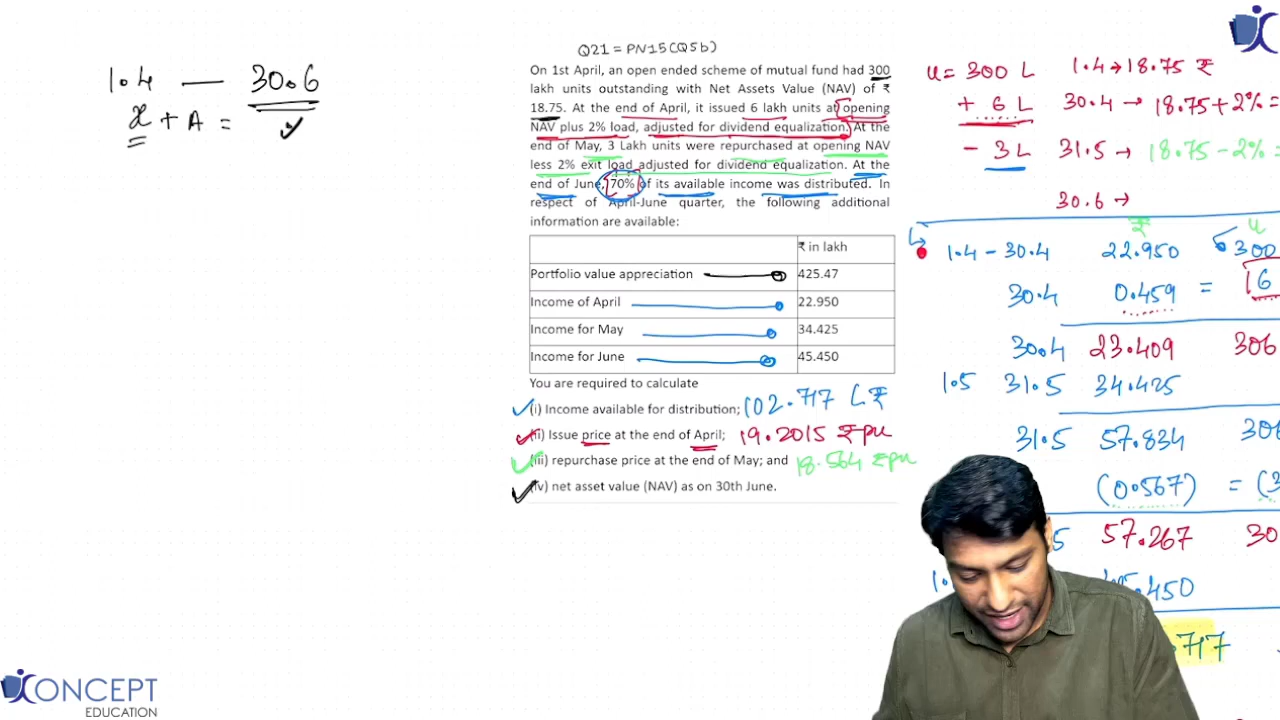 1.4 — 30.6
x + A =
Q21 = PN15(Q5b)
On 1st April, an open ended scheme of mutual fund had 300
lakh units outstanding with Net Assets Value (NAV) of ₹
18.75. At the end of April, it issued 6 lakh units at opening
NAV plus 2% load, adjusted for dividend equalization. At the
end of May, 3 Lakh units were repurchased at opening NAV
less 2% exit load adjusted for dividend equalization. At the
end of June, 70% of its available income was distributed. In
respect of April-June quarter, the following additional
information are available:
₹ in lakh
Portfolio value appreciation 425.47
Income of April 22.950
Income for May 34.425
Income for June 45.450
You are required to calculate
(i) Income available for distribution; 102.717 L ₹
(ii) Issue price at the end of April; 19.2015 ₹pu
(iii) repurchase price at the end of May; and 18.564 ₹pu
(iv) net asset value (NAV) as on 30th June.
u = 300 L 1.4 → 18.75 ₹
+ 6 L 30.4 → 18.75 + 2% =
- 3 L 31.5 → 18.75 - 2% =
30.6 →
₹ u
1.4 - 30.4 22.950 300
30.4 0.459 = 6
30.4 23.409 306
1.5 31.5 34.425
31.5 57.834 306
(0.567) = (3
5 57.267 30
.450
.717
CONCEPT
EDUCATION